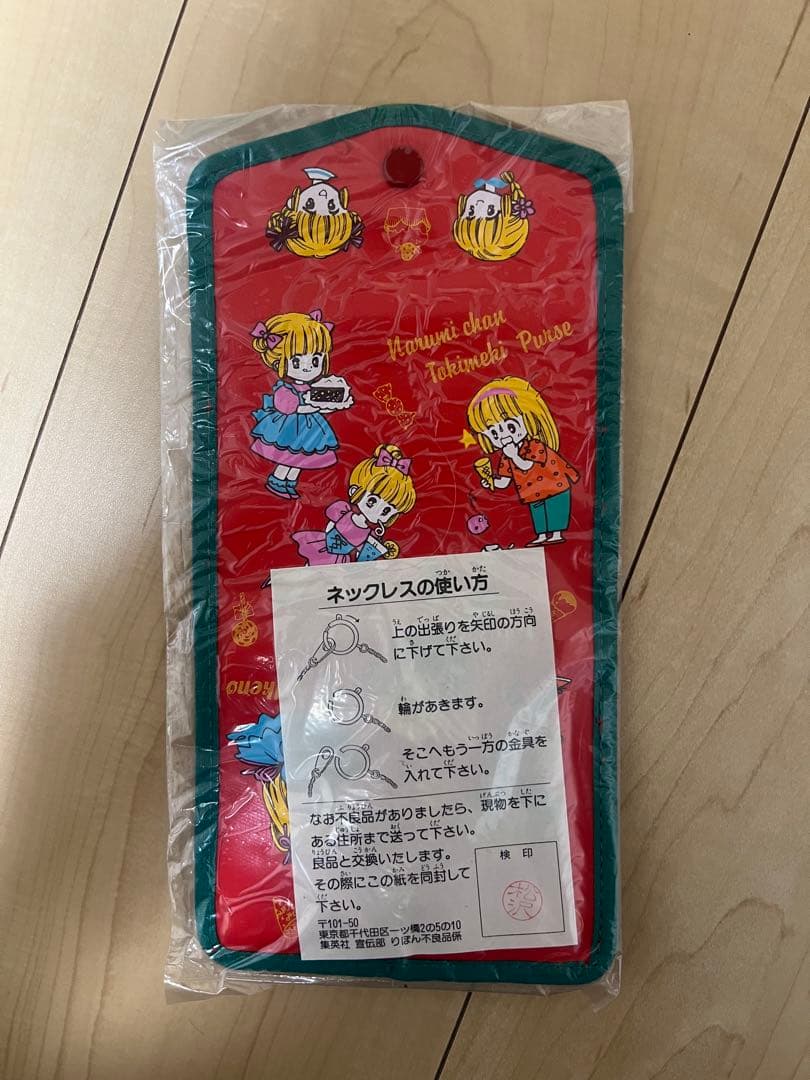 Narumi chan
Tokimeki Purse
ネックレスの使い方
上の出張りを矢印の方向
に下げて下さい。
輪があきます。
そこへもう一方の金具を
入れて下さい。
なお不良品がありましたら、現物を下に
ある住所まで送って下さい。
良品と交換いたします。
その際にこの紙を同封して
下さい。
検印
〒101-50
東京都千代田区一ッ橋2の5の10
集英社 宣伝部 りぼん不良品係